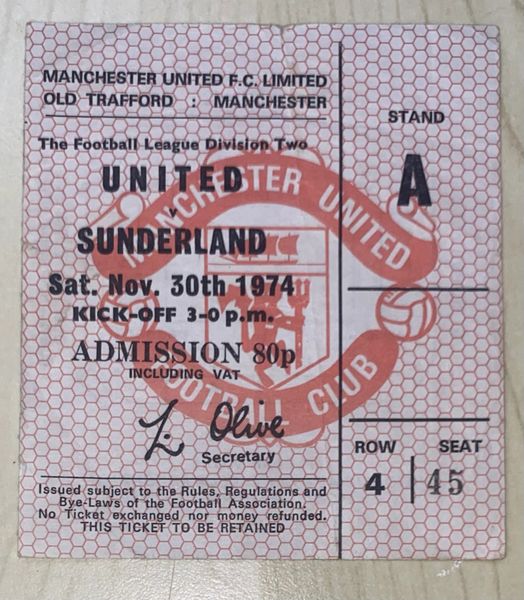 MANCHESTER UNITED F.C. LIMITED
OLD TRAFFORD : MANCHESTER
The Football League Division Two
UNITED
v
SUNDERLAND
Sat. Nov. 30th 1974
KICK-OFF 3-0 p.m.
ADMISSION 80p
INCLUDING VAT
L. Olive
Secretary
Issued subject to the Rules, Regulations and
Bye-Laws of the Football Association.
No Ticket exchanged nor money refunded.
THIS TICKET TO BE RETAINED
STAND
A
ROW SEAT
4 45
MANCHESTER UNITED
FOOTBALL CLUB